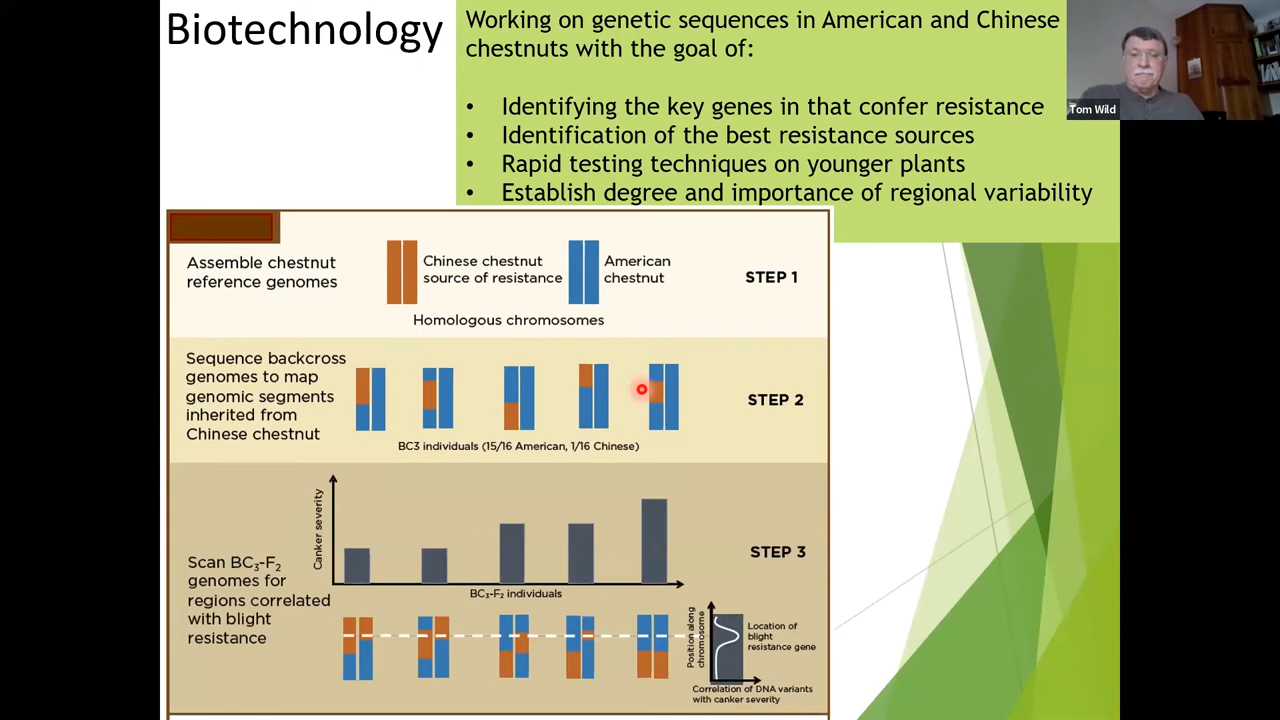 Biotechnology
Working on genetic sequences in American and Chinese
chestnuts with the goal of:
• Identifying the key genes in that confer resistance
• Identification of the best resistance sources
• Rapid testing techniques on younger plants
• Establish degree and importance of regional variability
Tom Wild
Assemble chestnut
reference genomes
Chinese chestnut
source of resistance
American
chestnut
STEP 1
Homologous chromosomes
Sequence backcross
genomes to map
genomic segments
inherited from
Chinese chestnut
STEP 2
BC3 individuals (15/16 American, 1/16 Chinese)
Canker severity
STEP 3
BC₃-F₂ individuals
Scan BC₃-F₂
genomes for
regions correlated
with blight
resistance
Position along
chromosome
Location of
blight
resistance gene
Correlation of DNA variants
with canker severity